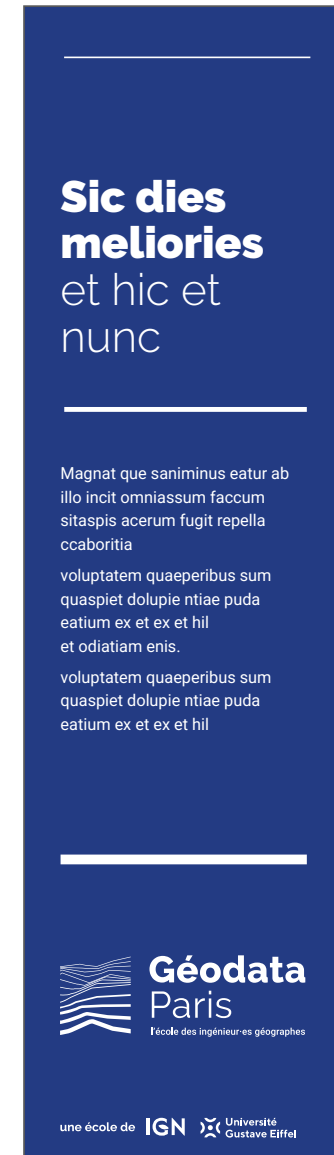 Sic dies
meliories
et hic et
nunc
Magnat que saniminus eatur ab
illo incit omniassum faccum
sitaspis acerum fugit repella
ccaboritia
voluptatem quaeperibus sum
quaspiet dolupie ntiae puda
eatium ex et ex et hil
et odiatiam enis.
voluptatem quaeperibus sum
quaspiet dolupie ntiae puda
eatium ex et ex et hil
Géodata
Paris
l'école des ingénieur·es géographes
une école de IGN Université
Gustave Eiffel